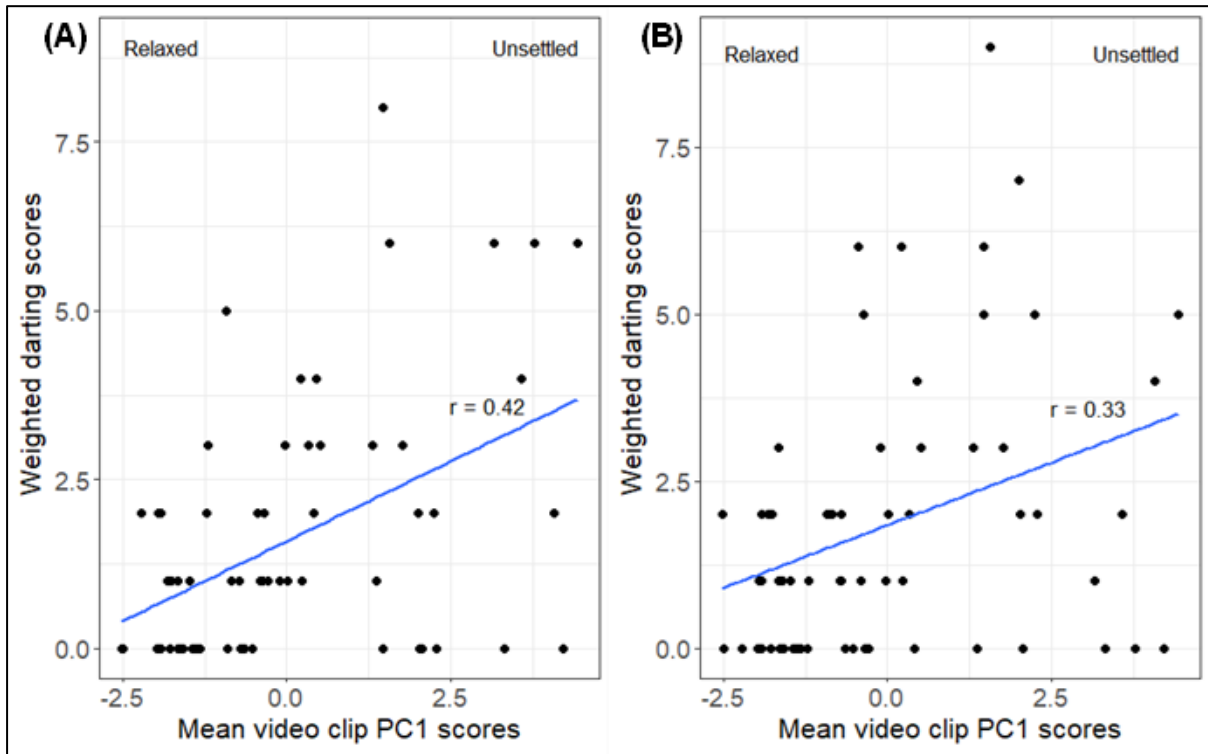 (A)
Relaxed
Unsettled
7.5
5.0
2.5
0.0
r = 0.42
Weighted darting scores
-2.5
0.0
2.5
Mean video clip PC1 scores
(B)
Relaxed
Unsettled
7.5
5.0
2.5
0.0
r = 0.33
Weighted darting scores
-2.5
0.0
2.5
Mean video clip PC1 scores